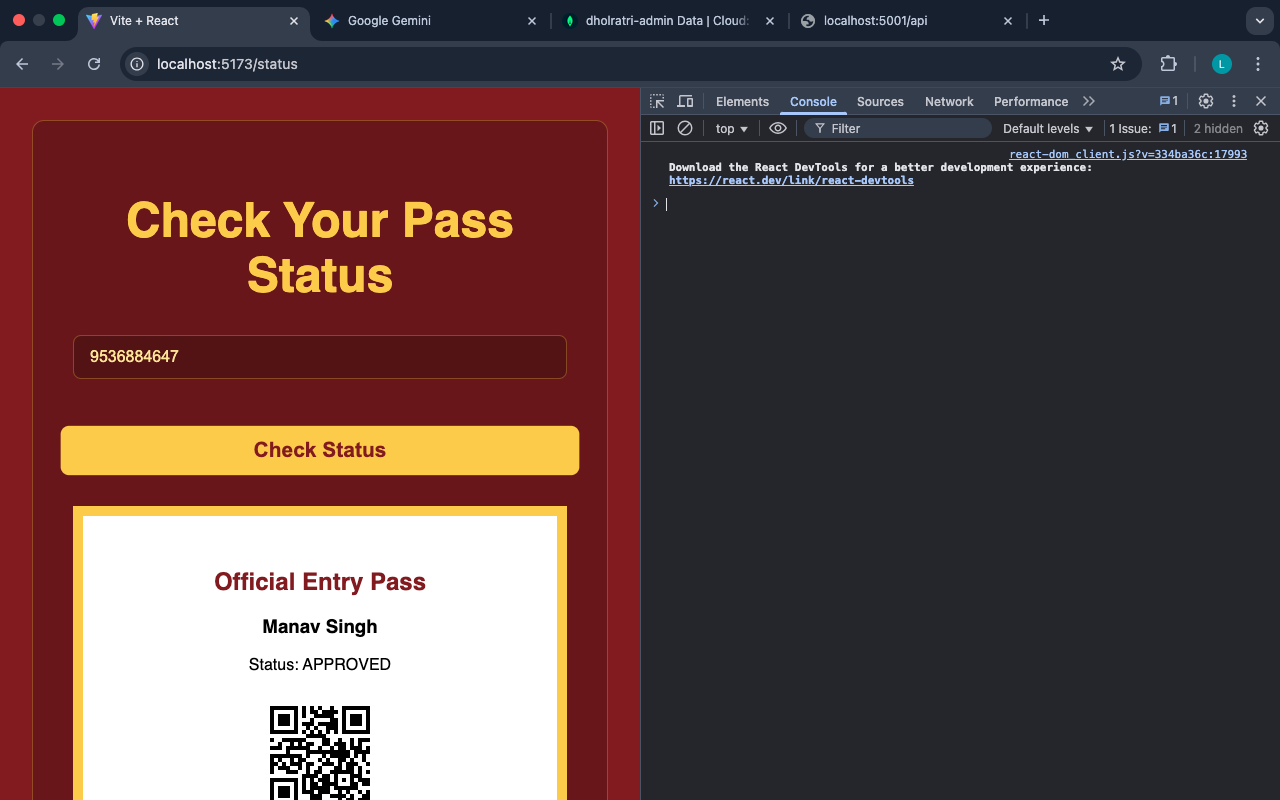 Vite + React
Google Gemini
dholratri-admin Data | Cloud:
localhost:5001/api
localhost:5173/status
L
Elements
Console
Sources
Network
Performance
1
top
Filter
Default levels
1 Issue:
1
2 hidden
react-dom client.js?v=334ba36c:17993
Download the React DevTools for a better development experience:
https://react.dev/link/react-devtools
Check Your Pass
Status
9536884647
Check Status
Official Entry Pass
Manav Singh
Status: APPROVED